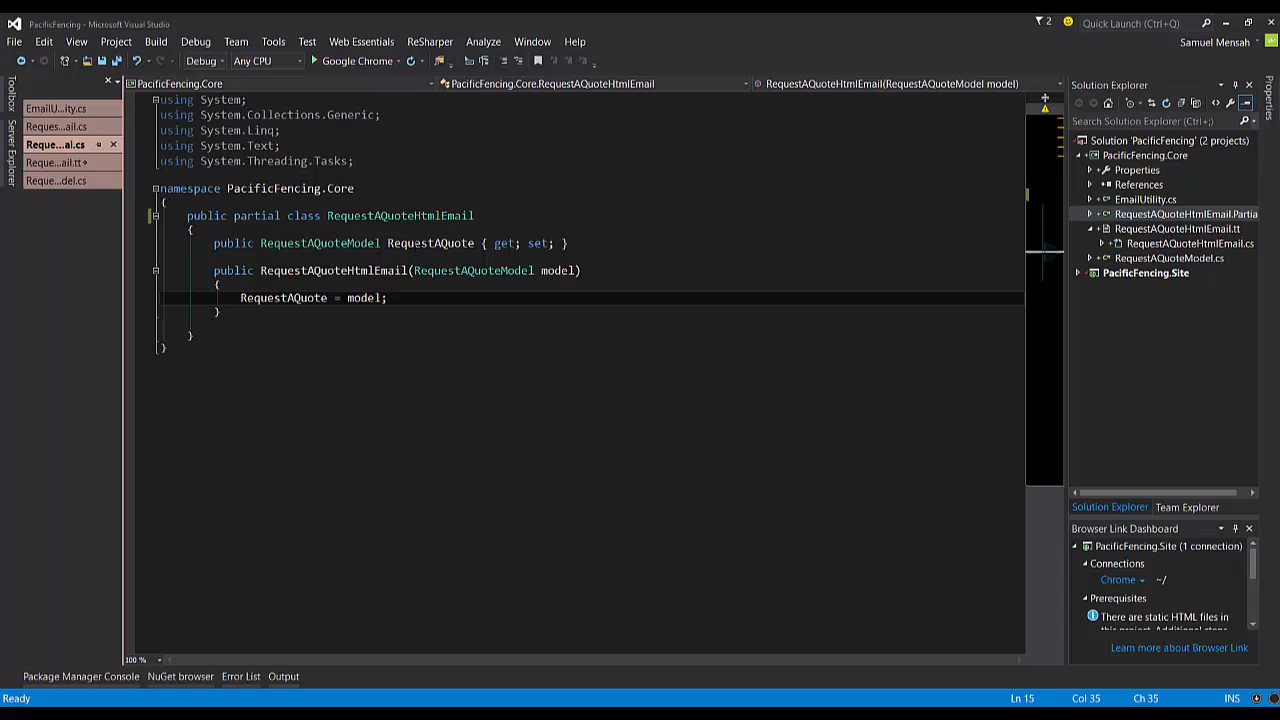 PacificFencing - Microsoft Visual Studio
2
Quick Launch (Ctrl+Q)
File Edit View Project Build Debug Team Tools Test Web Essentials ReSharper Analyze Window Help
Samuel Mensah
Debug Any CPU Google Chrome
Toolbox
Server Explorer
EmailU...ity.cs
Reques...ail.cs
Reque...al.cs
Reque...ail.tt
Reque...del.cs
PacificFencing.Core PacificFencing.Core.RequestAQuoteHtmlEmail RequestAQuoteHtmlEmail(RequestAQuoteModel model)
using System;
using System.Collections.Generic;
using System.Linq;
using System.Text;
using System.Threading.Tasks;
namespace PacificFencing.Core
{
public partial class RequestAQuoteHtmlEmail
{
public RequestAQuoteModel RequestAQuote { get; set; }
public RequestAQuoteHtmlEmail(RequestAQuoteModel model)
{
RequestAQuote = model;
}
}
}
100 %
Solution Explorer
Search Solution Explorer (Ctrl+;)
Solution 'PacificFencing' (2 projects)
PacificFencing.Core
Properties
References
EmailUtility.cs
RequestAQuoteHtmlEmail.Partia
RequestAQuoteHtmlEmail.tt
RequestAQuoteHtmlEmail.cs
RequestAQuoteModel.cs
PacificFencing.Site
Solution Explorer Team Explorer
Browser Link Dashboard
PacificFencing.Site (1 connection)
Connections
Chrome ~/
Prerequisites
There are static HTML files in
Learn more about Browser Link
Properties
Package Manager Console NuGet browser Error List Output
Ready Ln 15 Col 35 Ch 35 INS